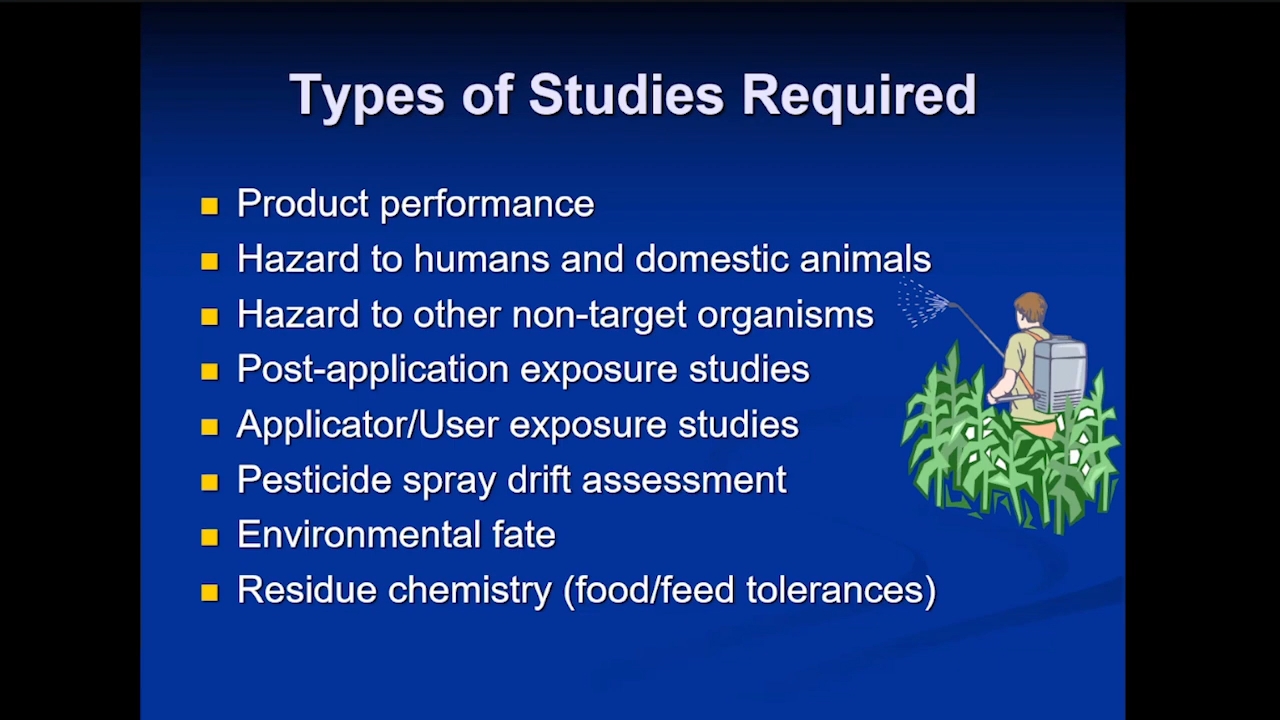 Types of Studies Required
Product performance
Hazard to humans and domestic animals
Hazard to other non-target organisms
Post-application exposure studies
Applicator/User exposure studies
Pesticide spray drift assessment
Environmental fate
Residue chemistry (food/feed tolerances)